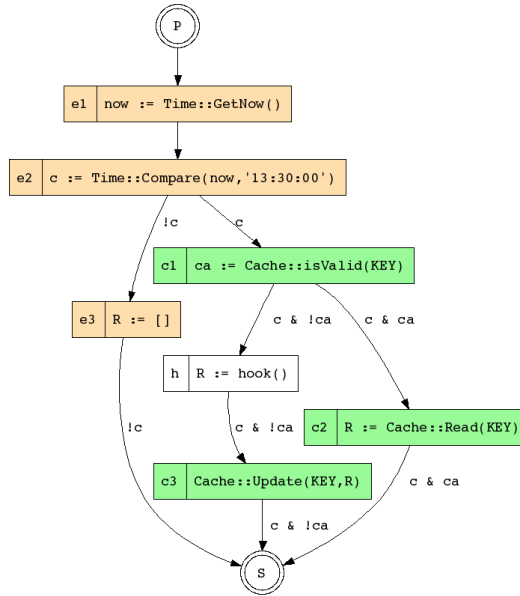 P
e1 now := Time::GetNow()
e2 c := Time::Compare(now,'13:30:00')
!c
c
c1 ca := Cache::isValid(KEY)
e3 R := []
c & !ca
c & ca
h R := hook()
c2 R := Cache::Read(KEY)
!c
c & !ca
c3 Cache::Update(KEY,R)
c & ca
c & !ca
S